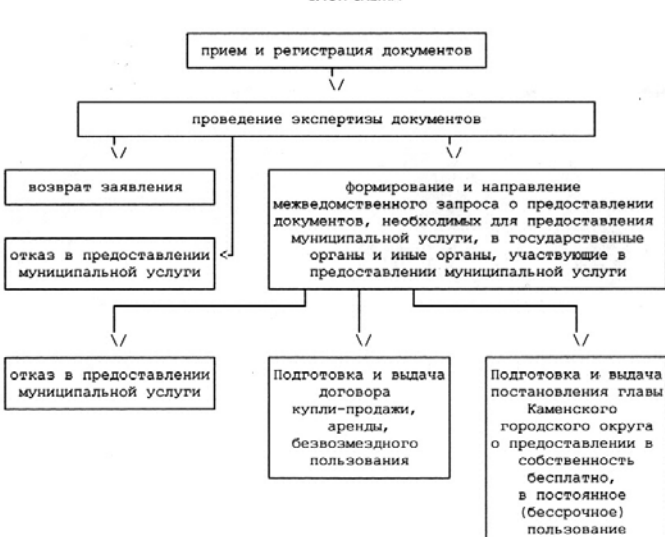 прием и регистрация документов
проведение экспертизы документов
возврат заявления
формирование и направление
межведомственного запроса о предоставлении
документов, необходимых для предоставления
муниципальной услуги, в государственные
органы и иные органы, участвующие в
предоставлении муниципальной услуги
отказ в предоставлении
муниципальной услуги
отказ в предоставлении
муниципальной услуги
Подготовка и выдача
договора
купли-продажи,
аренды,
безвозмездного
пользования
Подготовка и выдача
постановления главы
Каменского
городского округа
о предоставлении в
собственность
бесплатно,
в постоянное
(бессрочное)
пользование